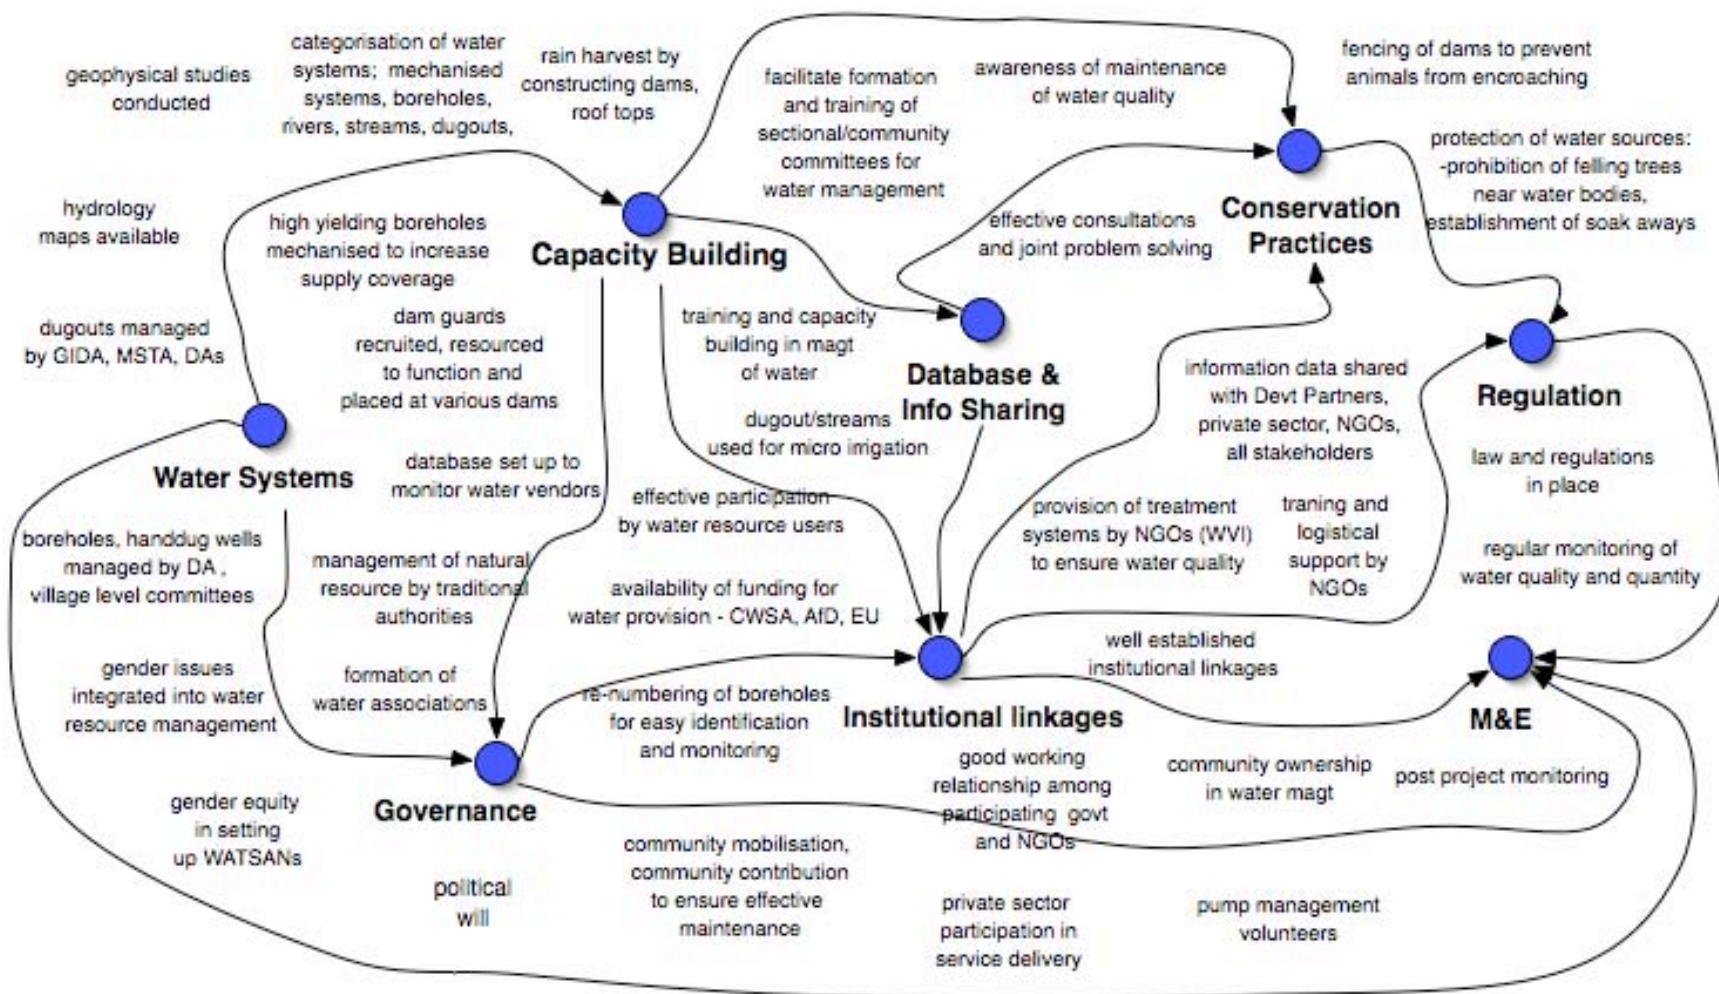 geophysical studies
conducted
categorisation of water
systems; mechanised
systems, boreholes,
rivers, streams, dugouts,
rain harvest by
constructing dams,
roof tops
facilitate formation
and training of
sectional/community
committees for
water management
awareness of maintenance
of water quality
fencing of dams to prevent
animals from encroaching
protection of water sources:
-prohibition of felling trees
near water bodies,
establishment of soak aways
hydrology
maps available
high yielding boreholes
mechanised to increase
supply coverage
Capacity Building
effective consultations
and joint problem solving
Conservation
Practices
dugouts managed
by GIDA, MSTA, DAs
dam guards
recruited, resourced
to function and
placed at various dams
training and capacity
building in magt
of water
Database &
Info Sharing
information data shared
with Devt Partners,
private sector, NGOs,
all stakeholders
Regulation
dugout/streams
used for micro irrigation
Water Systems
database set up to
monitor water vendors
law and regulations
in place
effective participation
by water resource users
provision of treatment
systems by NGOs (WVI)
to ensure water quality
traning and
logistical
support by
NGOs
boreholes, handdug wells
managed by DA ,
village level committees
management of natural
resource by traditional
authorities
regular monitoring of
water quality and quantity
availability of funding for
water provision - CWSA, AfD, EU
well established
institutional linkages
gender issues
integrated into water
resource management
formation of
water associations
re-numbering of boreholes
for easy identification
and monitoring
Institutional linkages
M&E
good working
relationship among
participating govt
and NGOs
community ownership
in water magt
post project monitoring
gender equity
in setting
up WATSANs
Governance
community mobilisation,
community contribution
to ensure effective
maintenance
political
will
private sector
participation in
service delivery
pump management
volunteers